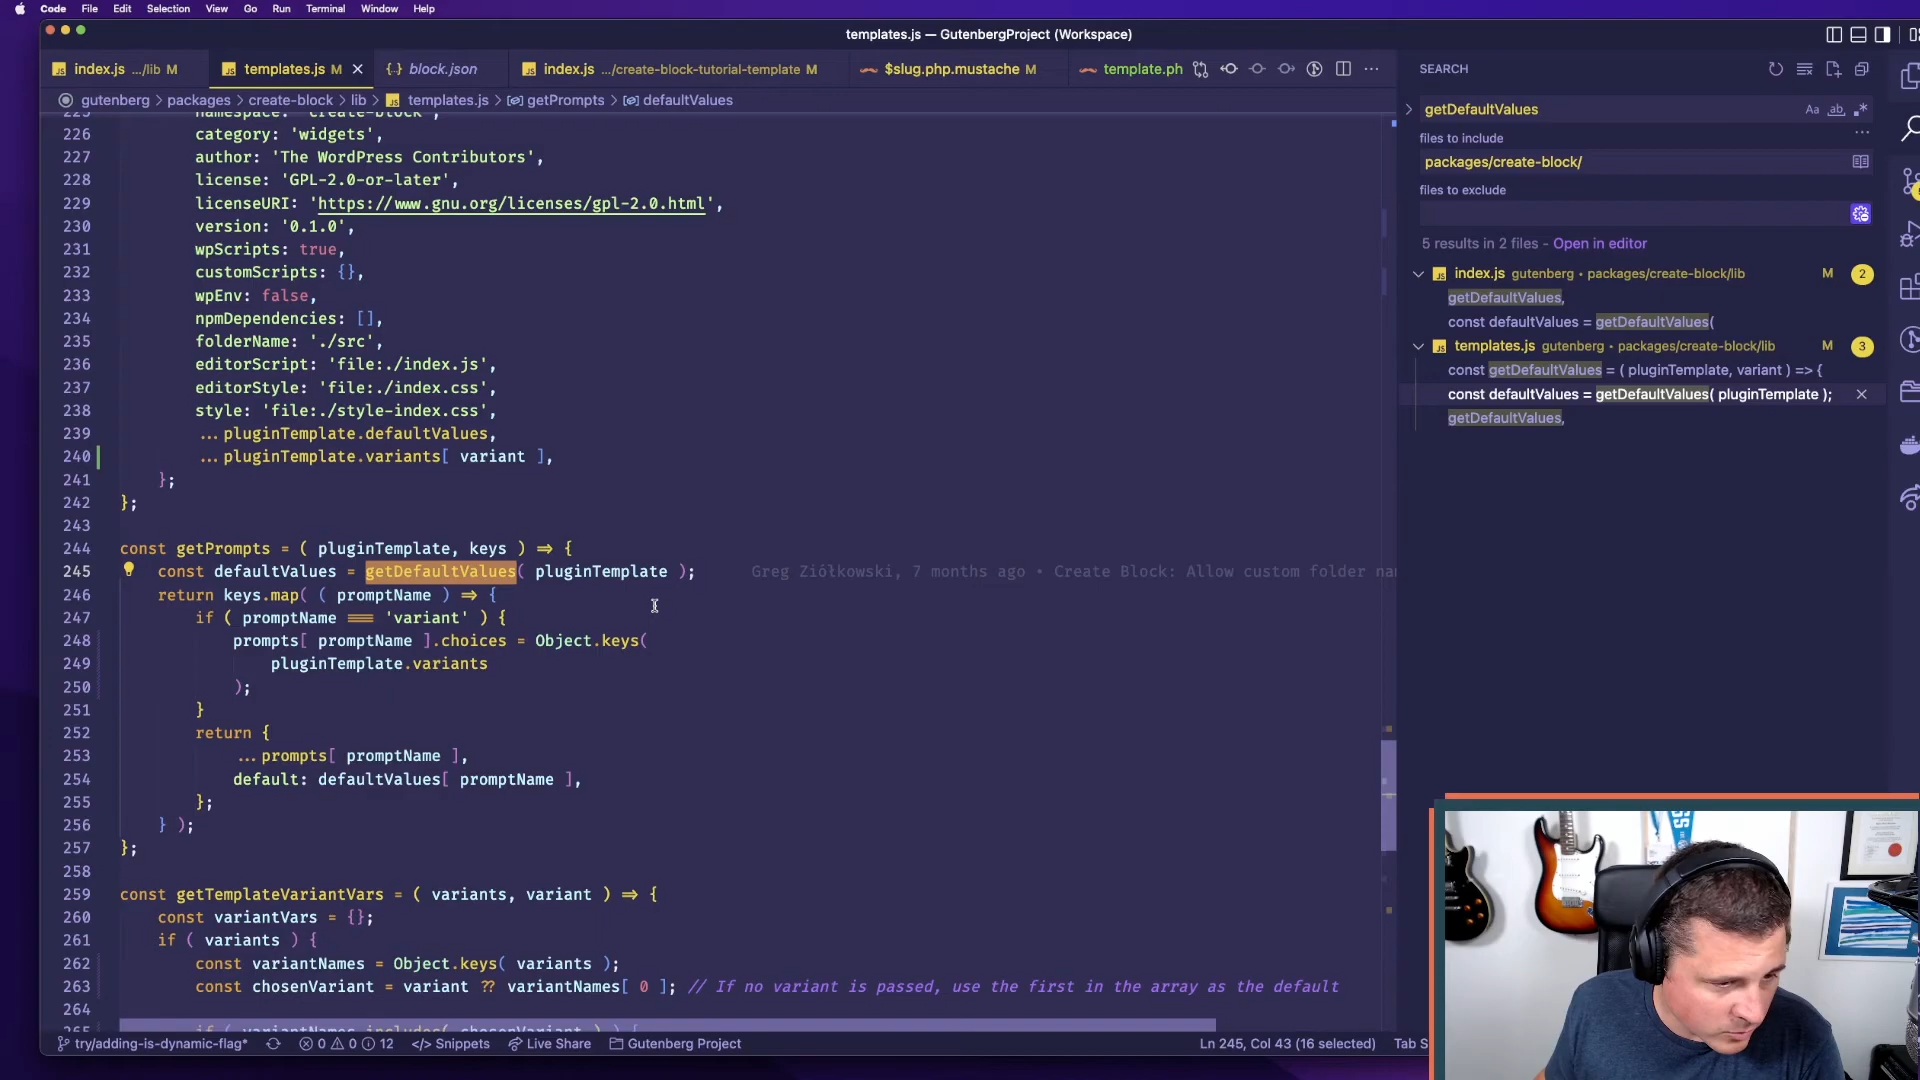 Code File Edit Selection View Go Run Terminal Window Help
templates.js — GutenbergProject (Workspace)
index.js .../lib M
templates.js M
block.json
index.js .../create-block-tutorial-template M
$slug.php.mustache M
template.ph
gutenberg > packages > create-block > lib > templates.js > getPrompts > defaultValues
226 category: 'widgets',
227 author: 'The WordPress Contributors',
228 license: 'GPL-2.0-or-later',
229 licenseURI: 'https://www.gnu.org/licenses/gpl-2.0.html',
230 version: '0.1.0',
231 wpScripts: true,
232 customScripts: {},
233 wpEnv: false,
234 npmDependencies: [],
235 folderName: './src',
236 editorScript: 'file:./index.js',
237 editorStyle: 'file:./index.css',
238 style: 'file:./style-index.css',
239 ...pluginTemplate.defaultValues,
240 ...pluginTemplate.variants[ variant ],
241 };
242 };
243
244 const getPrompts = ( pluginTemplate, keys ) => {
245 const defaultValues = getDefaultValues( pluginTemplate ); Greg Ziółkowski, 7 months ago • Create Block: Allow custom folder na
246 return keys.map( ( promptName ) => {
247 if ( promptName === 'variant' ) {
248 prompts[ promptName ].choices = Object.keys(
249 pluginTemplate.variants
250 );
251 }
252 return {
253 ...prompts[ promptName ],
254 default: defaultValues[ promptName ],
255 };
256 } );
257 };
258
259 const getTemplateVariantVars = ( variants, variant ) => {
260 const variantVars = {};
261 if ( variants ) {
262 const variantNames = Object.keys( variants );
263 const chosenVariant = variant ?? variantNames[ 0 ]; // If no variant is passed, use the first in the array as the default
264
try/adding-is-dynamic-flag* 0 0 12 </> Snippets Live Share Gutenberg Project Ln 245, Col 43 (16 selected) Tab S
SEARCH
getDefaultValues Aa ab
files to include
packages/create-block/
files to exclude
5 results in 2 files - Open in editor
index.js gutenberg • packages/create-block/lib M 2
getDefaultValues,
const defaultValues = getDefaultValues(
templates.js gutenberg • packages/create-block/lib M 3
const getDefaultValues = ( pluginTemplate, variant ) => {
const defaultValues = getDefaultValues( pluginTemplate );
getDefaultValues,